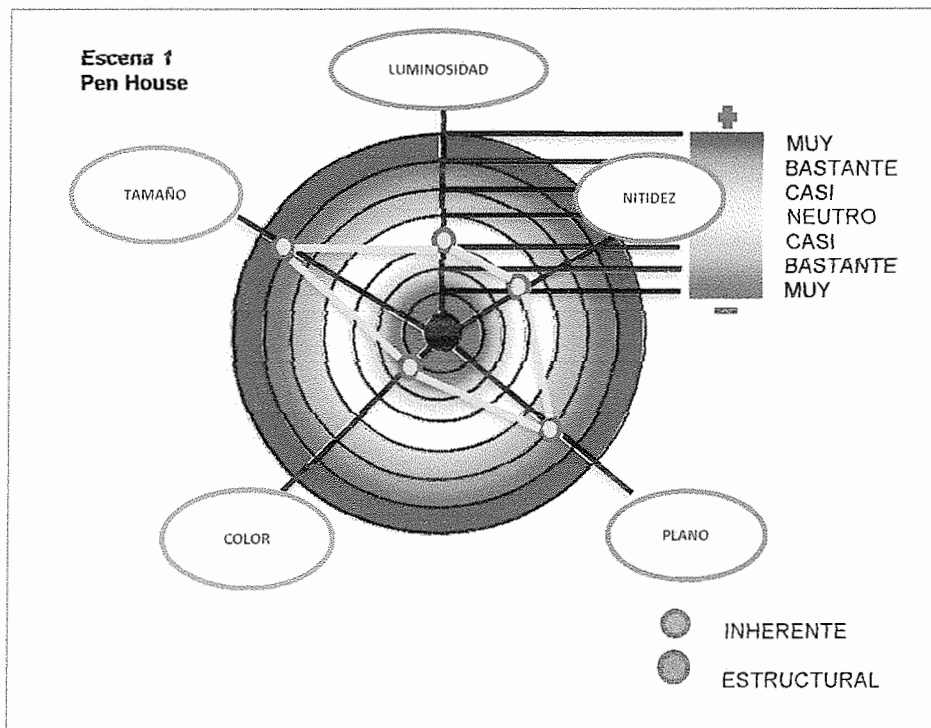 Escena 1
Pen House
LUMINOSIDAD
TAMAÑO
NITIDEZ
MUY
BASTANTE
CASI
NEUTRO
CASI
BASTANTE
MUY
COLOR
PLANO
INHERENTE
ESTRUCTURAL